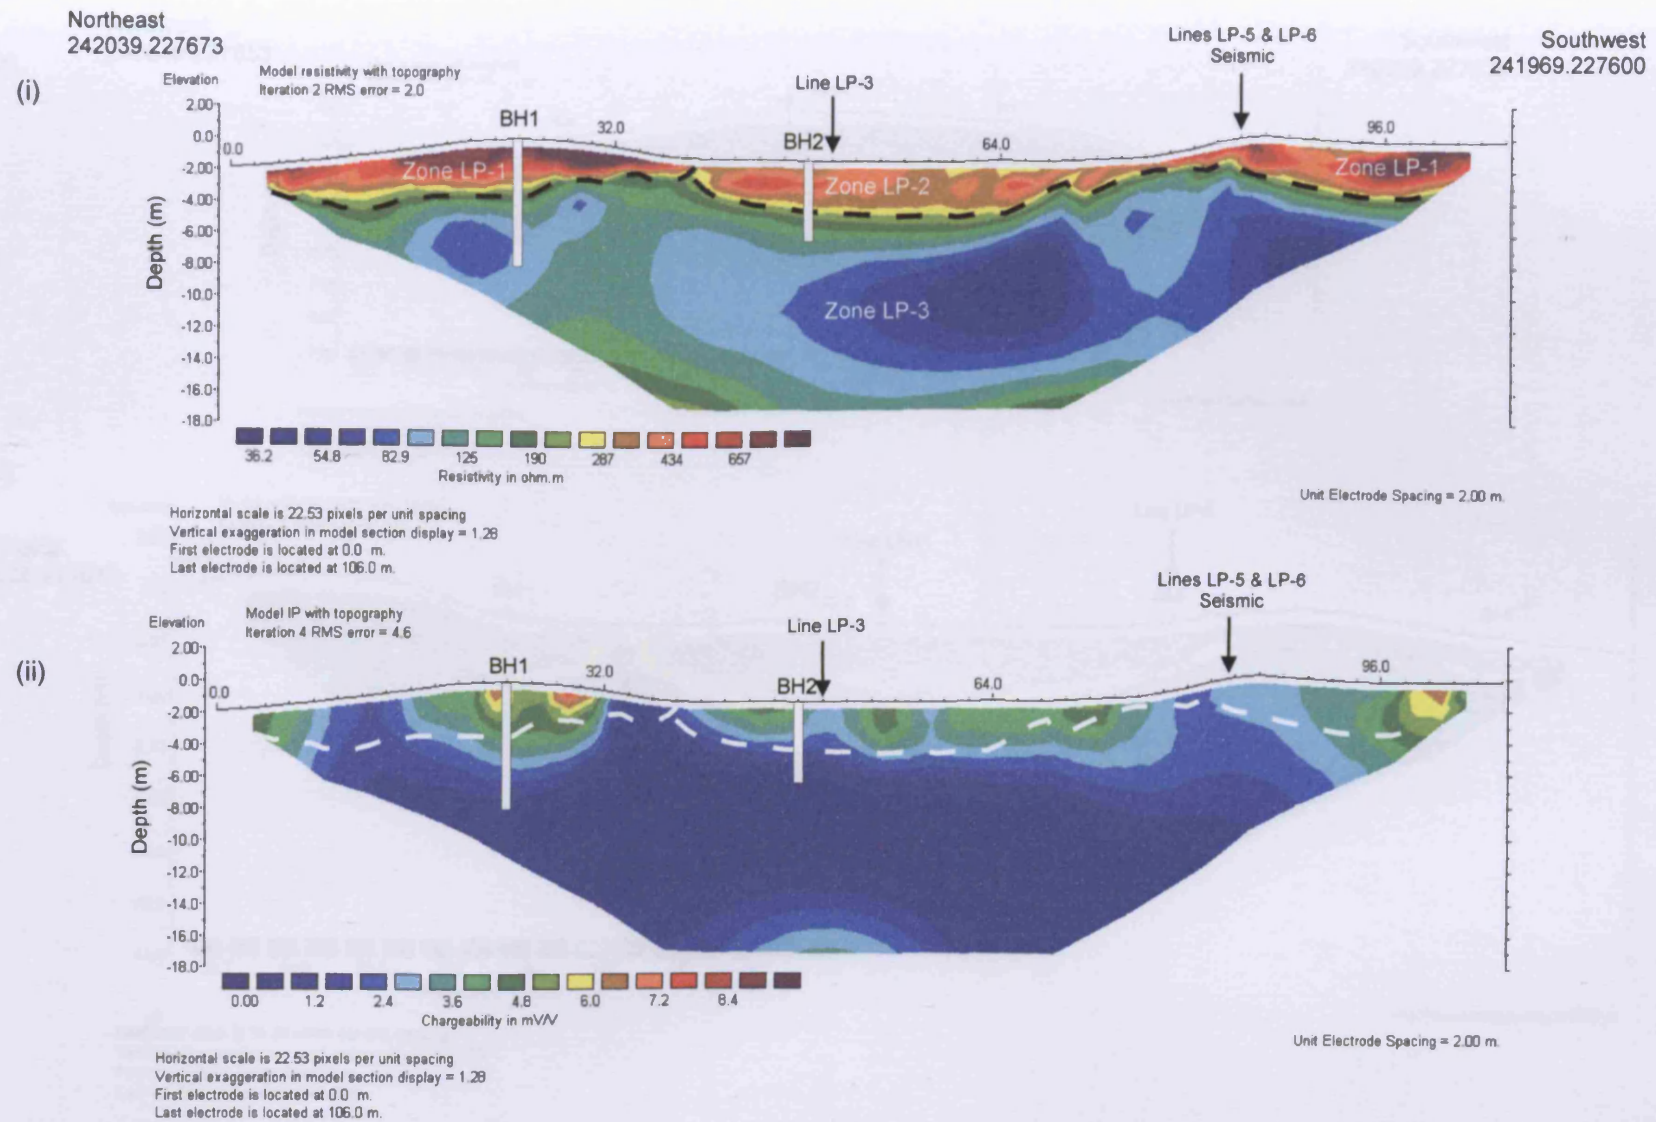 Northeast
242039.227673
Lines LP-5 & LP-6
Seismic
Southwest
241969.227600
(i)
Elevation
Model resistivity with topography
Iteration 2 RMS error = 2.0
Line LP-3
2.00
0.0
-2.00
-4.00
-6.00
-8.00
-10.0
-12.0
-14.0
-16.0
-18.0
Depth (m)
0.0
BH1
32.0
BH2
64.0
96.0
Zone LP-1
Zone LP-2
Zone LP-1
Zone LP-3
36.2 54.8 82.9 125 190 287 434 657
Resistivity in ohm.m
Unit Electrode Spacing = 2.00 m.
Horizontal scale is 22.53 pixels per unit spacing
Vertical exaggeration in model section display = 1.28
First electrode is located at 0.0 m.
Last electrode is located at 106.0 m.
Lines LP-5 & LP-6
Seismic
(ii)
Elevation
Model IP with topography
Iteration 4 RMS error = 4.6
Line LP-3
2.00
0.0
-2.00
-4.00
-6.00
-8.00
-10.0
-12.0
-14.0
-16.0
-18.0
Depth (m)
0.0
BH1
32.0
BH2
64.0
96.0
0.00 1.2 2.4 3.6 4.8 6.0 7.2 8.4
Chargeability in mV/V
Unit Electrode Spacing = 2.00 m.
Horizontal scale is 22.53 pixels per unit spacing
Vertical exaggeration in model section display = 1.28
First electrode is located at 0.0 m.
Last electrode is located at 106.0 m.